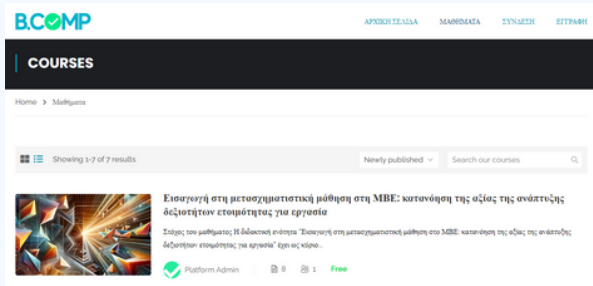 B.COMP
ΑΡΧΙΚΗ ΣΕΛΙΔΑ ΜΑΘΗΜΑΤΑ ΣΥΝΔΕΣΗ ΕΓΓΡΑΦΗ
COURSES
Home > Μαθήματα
Showing 1-7 of 7 results Newly published Search our courses
Εισαγωγή στη μετασχηματιστική μάθηση στη ΜΒΕ: κατανόηση της αξίας της ανάπτυξης
δεξιοτήτων ετοιμότητας για εργασία
Στόχος του μαθήματος Η διδακτική ενότητα "Εισαγωγή στη μετασχηματιστική μάθηση στο ΜΒΕ: κατανόηση της αξίας της ανάπτυξης
δεξιοτήτων ετοιμότητας για εργασία" έχει ως κύριο...
Platform Admin 8 1 Free